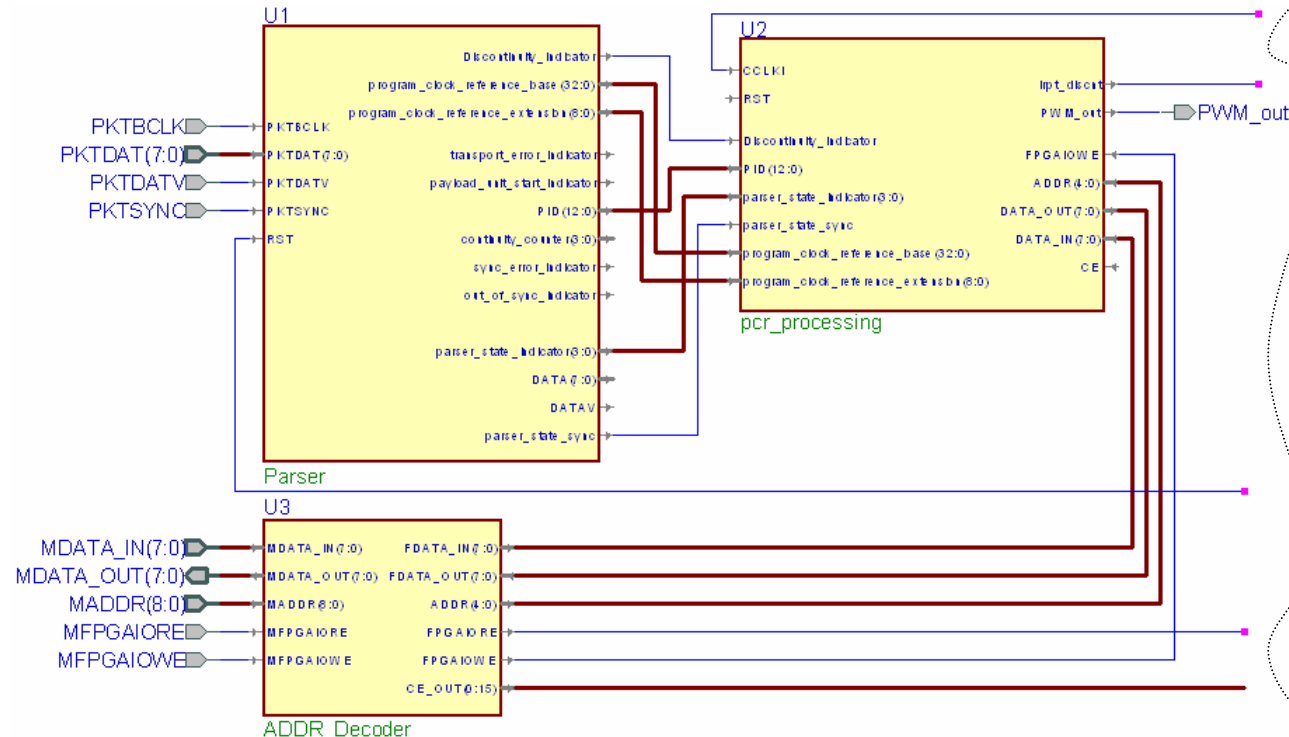 U1
Discontinuity_indicator
program_clock_reference_base (32:0)
program_clock_reference_extension(8:0)
PKTBCLK
PKTBCLK
PKTDAT(7:0)
PKTDAT(7:0)
transport_error_indicator
PKTDATV
PKTDATV
payload_unit_start_indicator
PKTSYNC
PKTSYNC
PID(12:0)
RST
continuity_counter(3:0)
sync_error_indicator
out_of_sync_indicator
parser_state_indicator(3:0)
DATA(7:0)
DATAV
parser_state_sync
Parser
U2
CCLKI
Irpt_discnt
RST
PWM_out
PWM_out
Discontinuity_indicator
FPGAIOWE
PID(12:0)
ADDR(4:0)
parser_state_indicator(3:0)
DATA_OUT(7:0)
parser_state_sync
DATA_IN(7:0)
program_clock_reference_base (32:0)
CE
program_clock_reference_extension(8:0)
pcr_processing
U3
MDATA_IN(7:0)
MDATA_IN(7:0)
FDATA_IN(7:0)
MDATA_OUT(7:0)
MDATA_OUT(7:0)
FDATA_OUT(7:0)
MADDR(8:0)
MADDR(8:0)
ADDR(4:0)
MFPGAIORE
MFPGAIORE
FPGAIORE
MFPGAIOWE
MFPGAIOWE
FPGAIOWE
CE_OUT(0:15)
ADDR Decoder